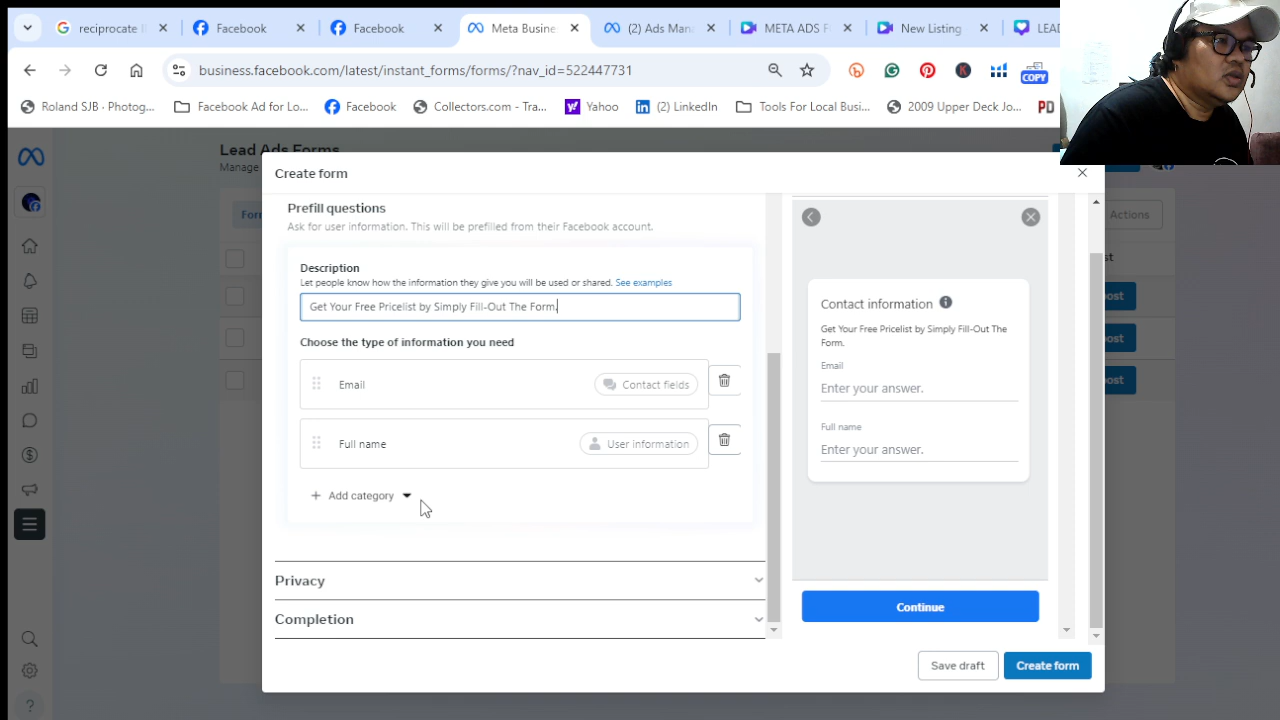 reciprocate
Facebook
Facebook
Meta Busine
(2) Ads Man
META ADS F
New Listing
LEAD
business.facebook.com/latest/instant_forms/forms/?nav_id=522447731
COPY
Roland SJB - Photog...
Facebook Ad for Lo...
Facebook
Collectors.com - Tra...
Yahoo
(2) LinkedIn
Tools For Local Busi...
2009 Upper Deck Jo...
PD
Lead Ads Forms
Manage
Create form
Form
Actions
Prefill questions
Ask for user information. This will be prefilled from their Facebook account.
Description
Let people know how the information they give you will be used or shared. See examples
Get Your Free Pricelist by Simply Fill-Out The Form.
Choose the type of information you need
Email
Contact fields
Full name
User information
+ Add category
Privacy
Completion
Contact information
Get Your Free Pricelist by Simply Fill-Out The
Form.
Email
Enter your answer.
Full name
Enter your answer.
Continue
Save draft
Create form